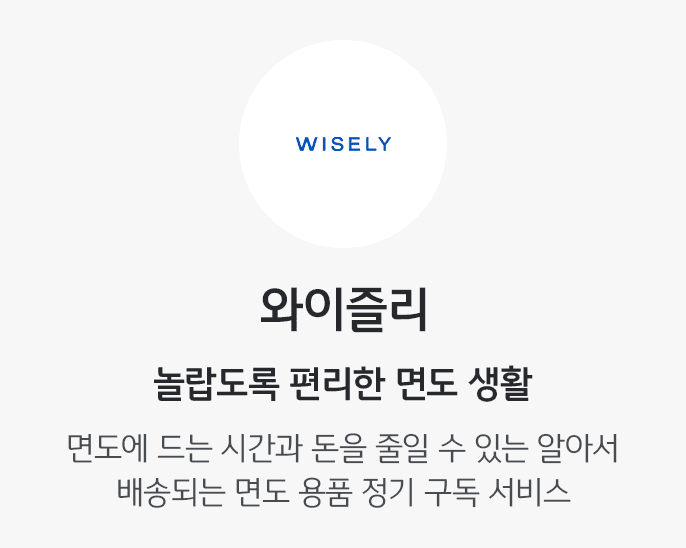 WISELY
와이즐리
놀랍도록 편리한 면도 생활
면도에 드는 시간과 돈을 줄일 수 있는 알아서
배송되는 면도 용품 정기 구독 서비스